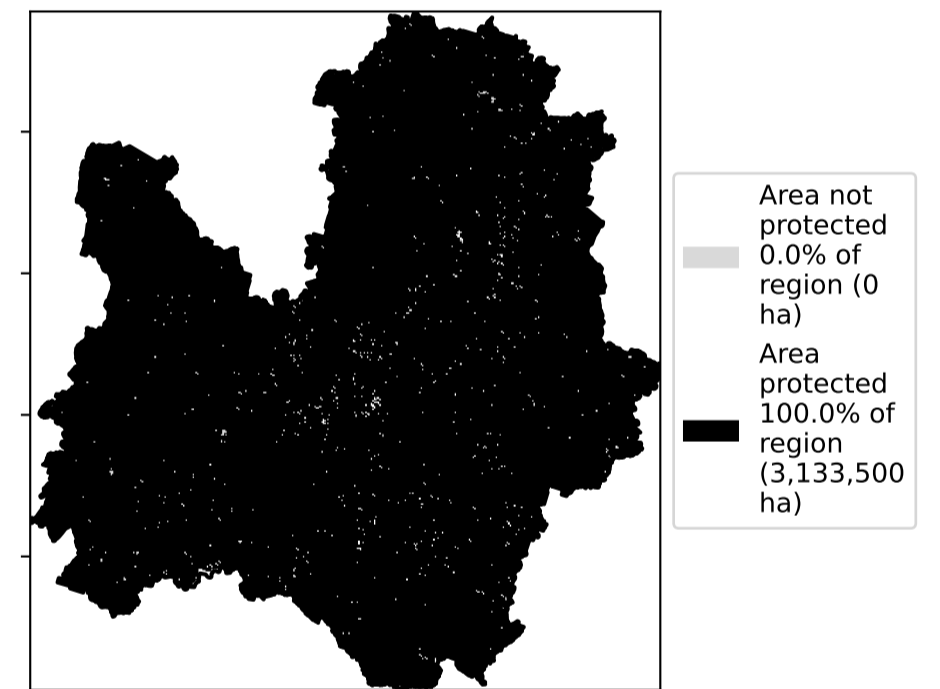 Area not
protected
0.0% of
region (0
ha)
Area
protected
100.0% of
region
(3,133,500
ha)